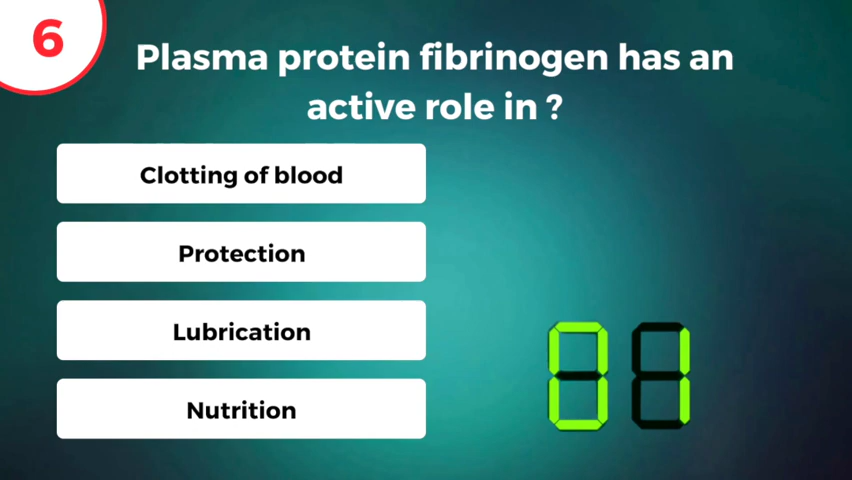 6
Plasma protein fibrinogen has an
active role in ?
Clotting of blood
Protection
Lubrication
Nutrition
01